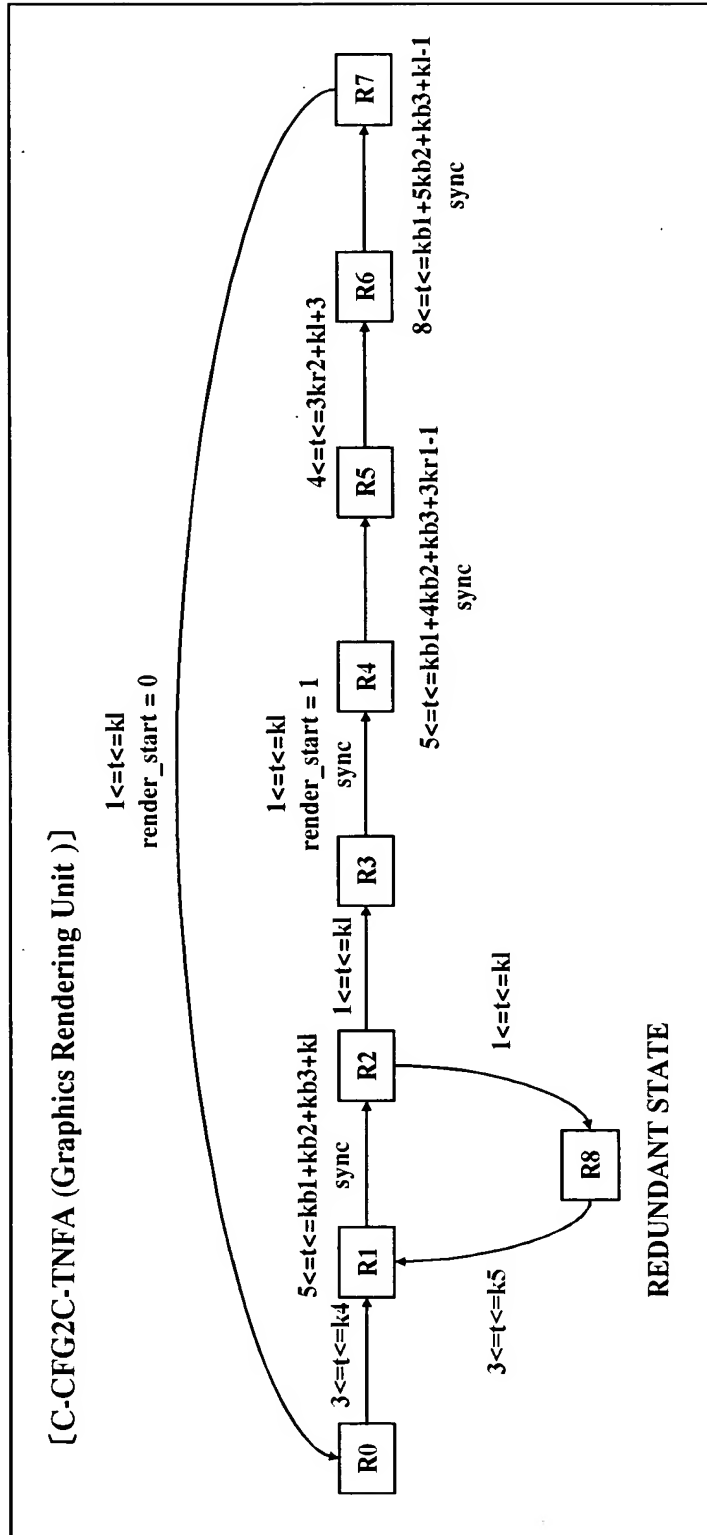 [C-CFG2C-TNFA (Graphics Rendering Unit )]
1<=t<=kl
render_start = 0
R0
3<=t<=k4
R1
5<=t<=kb1+kb2+kb3+kl
sync
R2
1<=t<=kl
R3
1<=t<=kl
render_start = 1
sync
R4
5<=t<=kb1+4kb2+kb3+3kr1-1
sync
R5
4<=t<=3kr2+kl+3
R6
8<=t<=kb1+5kb2+kb3+kl-1
sync
R7
3<=t<=k5
R8
1<=t<=kl
REDUNDANT STATE